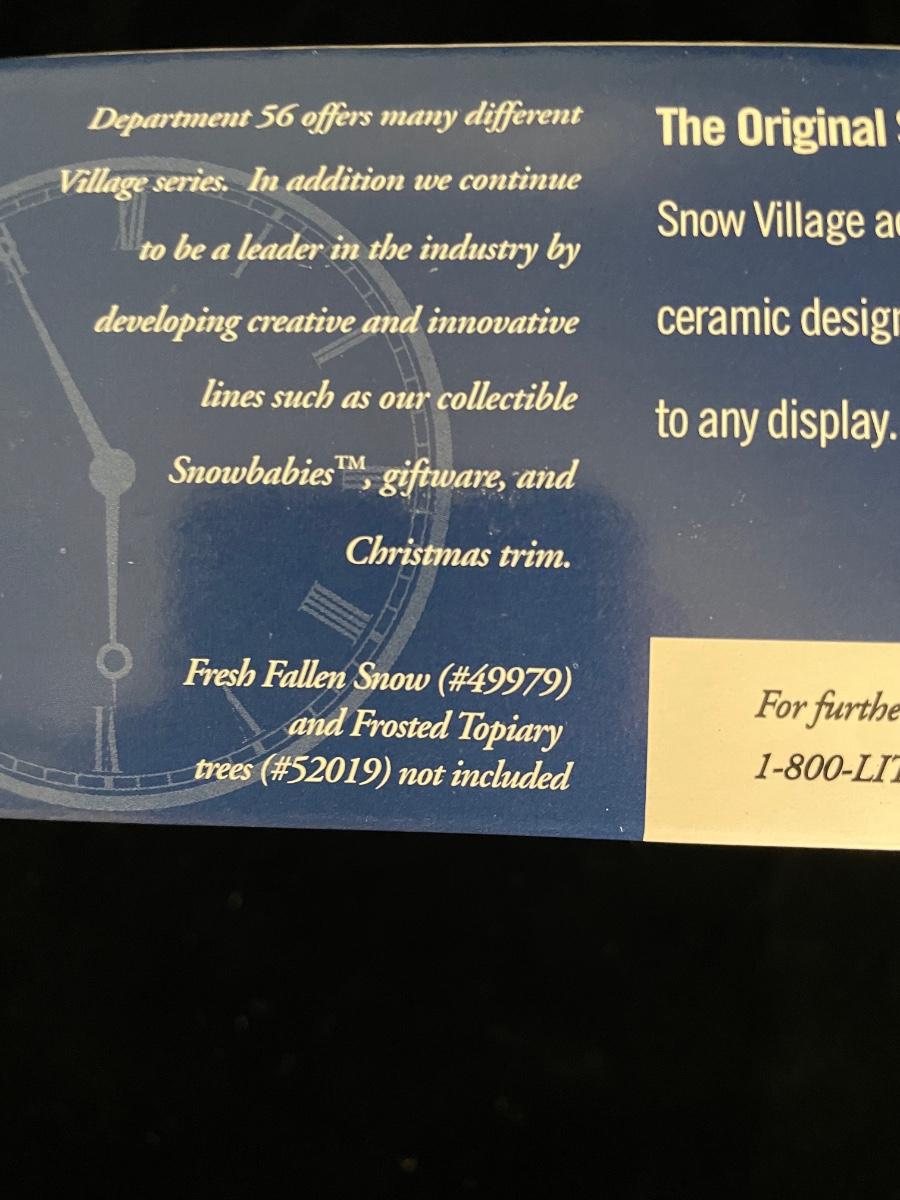 Department 56 offers many different
Village series. In addition we continue
to be a leader in the industry by
developing creative and innovative
lines such as our collectible
Snowbabies™, giftware, and
Christmas trim.
Fresh Fallen Snow (#49979)
and Frosted Topiary
trees (#52019) not included
The Original
Snow Village
ceramic
to any display.
For
1-800-LIT